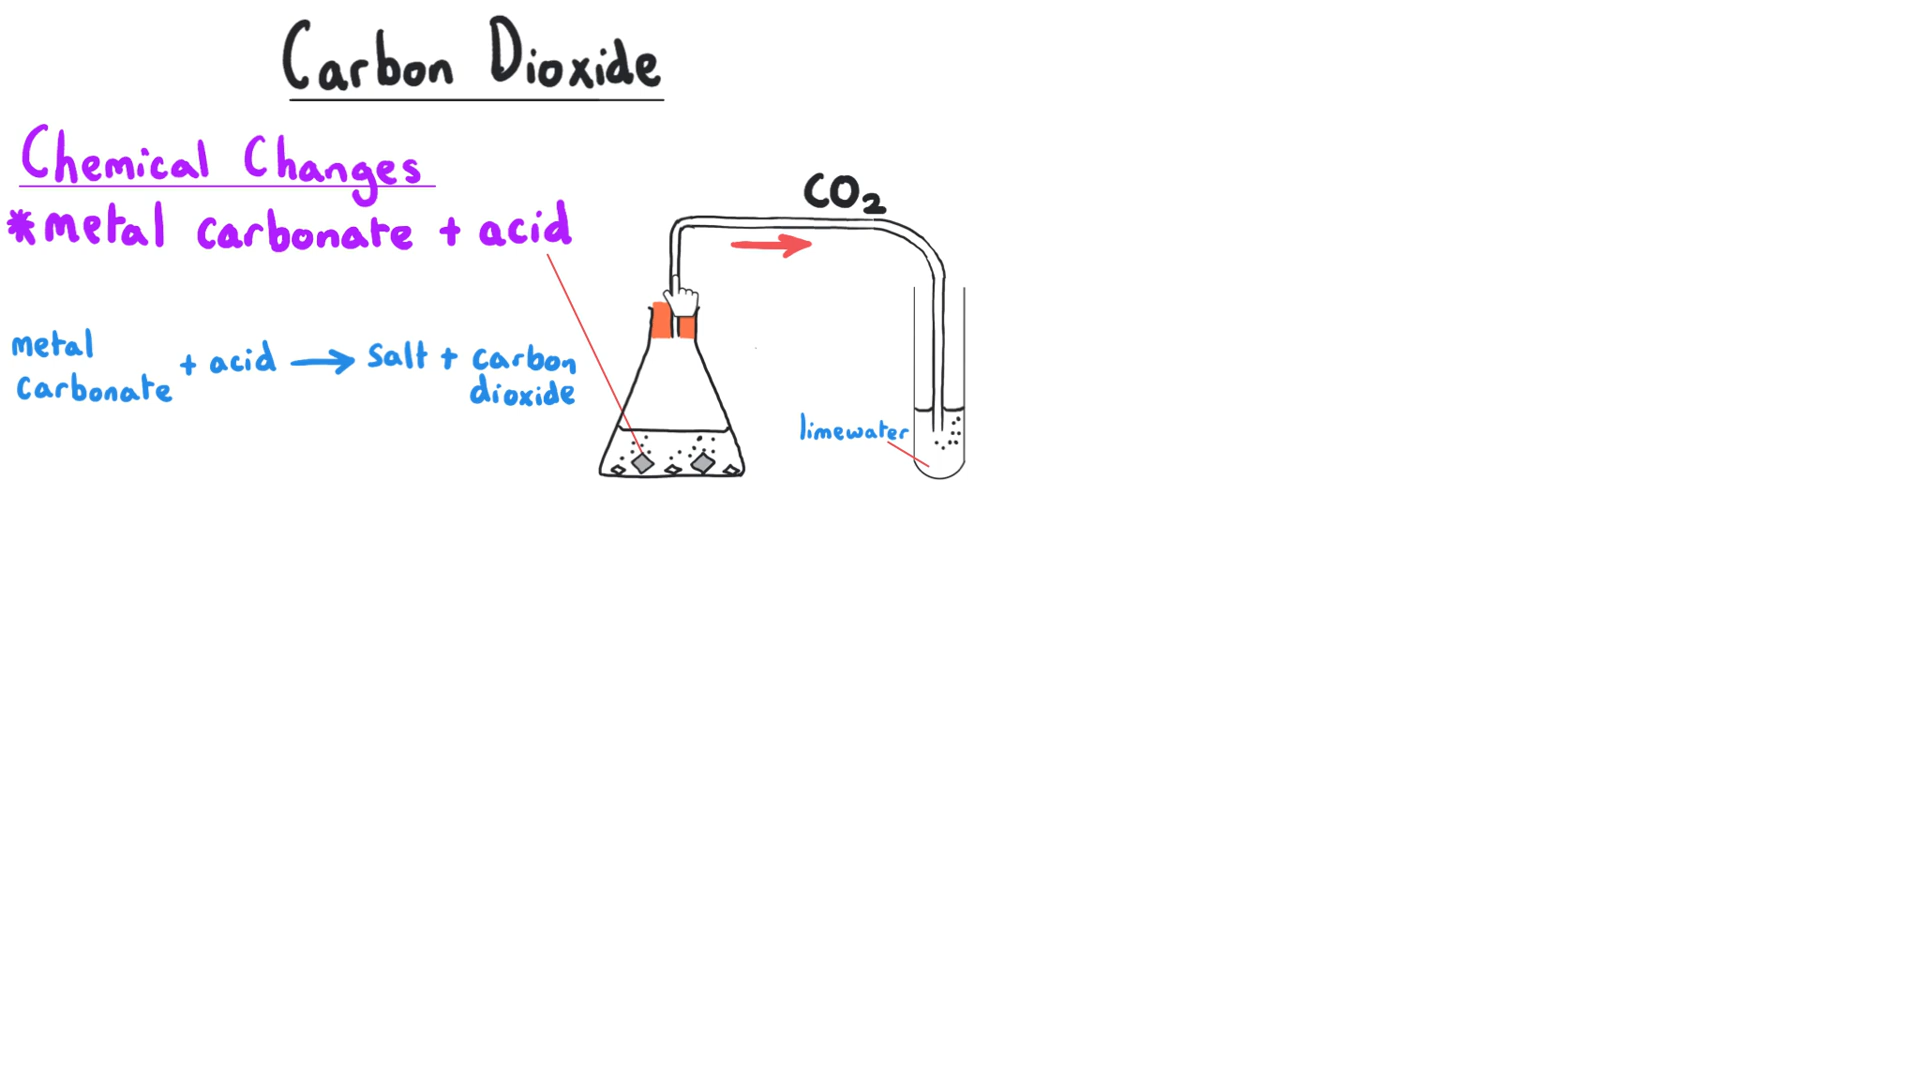 Carbon Dioxide
Chemical Changes
*metal carbonate + acid
CO₂
metal carbonate + acid → salt + carbon dioxide
limewater